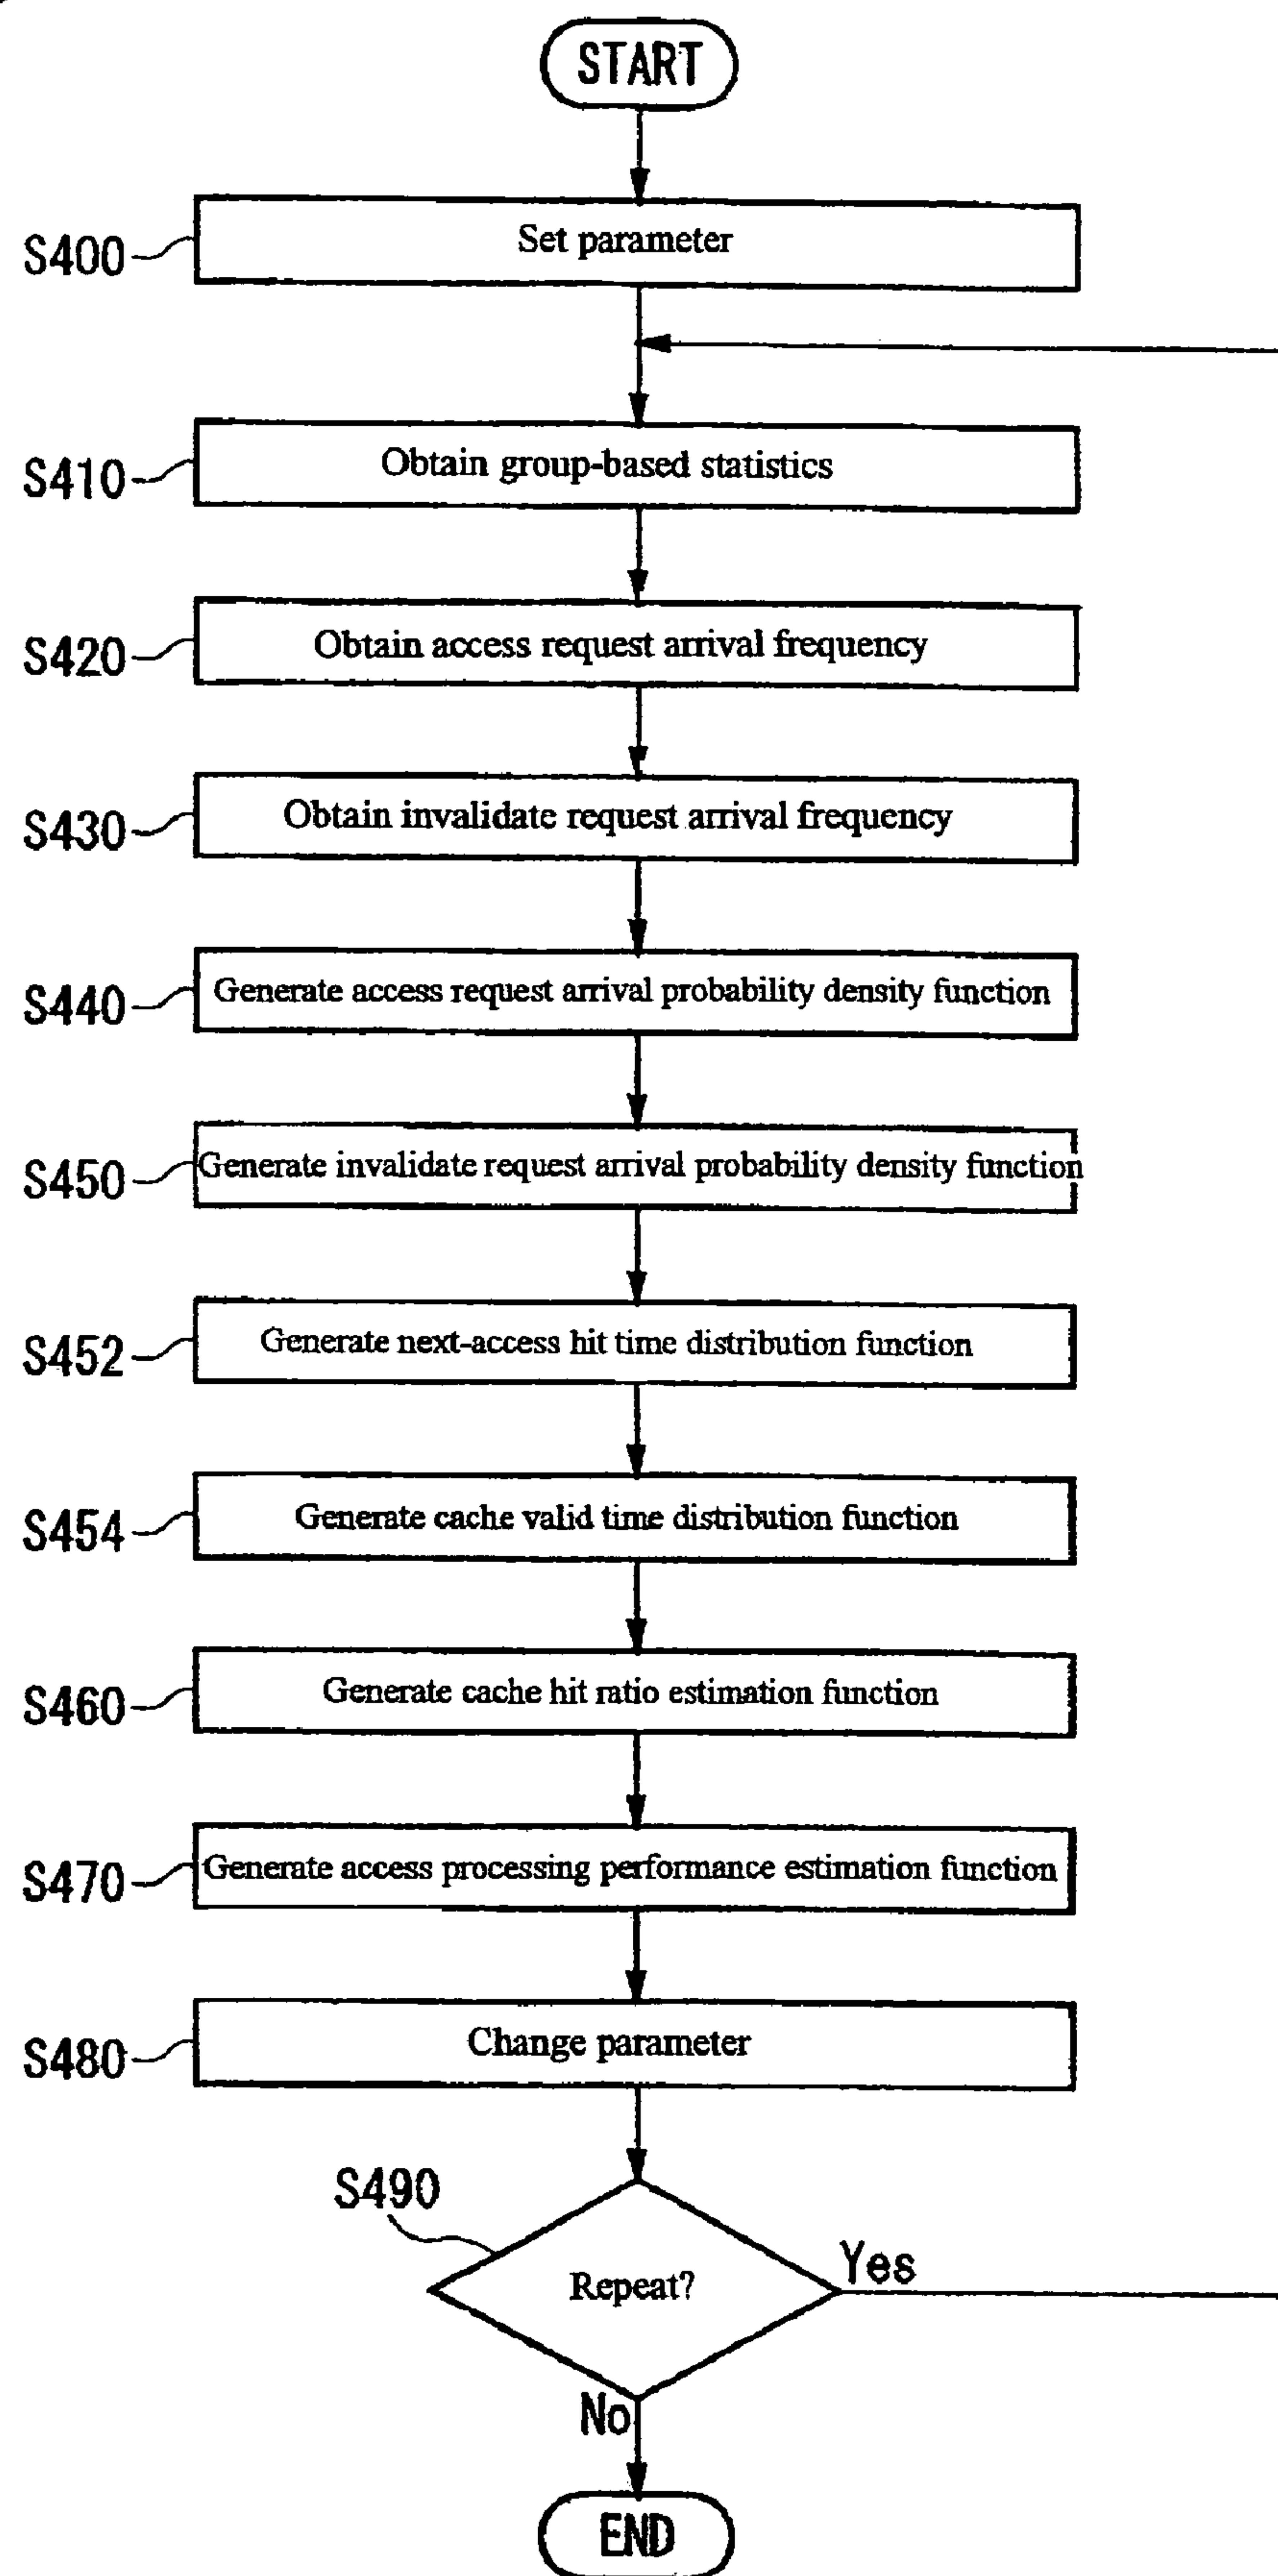 START
S400
Set parameter
S410
Obtain group-based statistics
S420
Obtain access request arrival frequency
S430
Obtain invalidate request arrival frequency
S440
Generate access request arrival probability density function
S450
Generate invalidate request arrival probability density function
S452
Generate next-access hit time distribution function
S454
Generate cache valid time distribution function
S460
Generate cache hit ratio estimation function
S470
Generate access processing performance estimation function
S480
Change parameter
S490
Repeat?
Yes
No
END